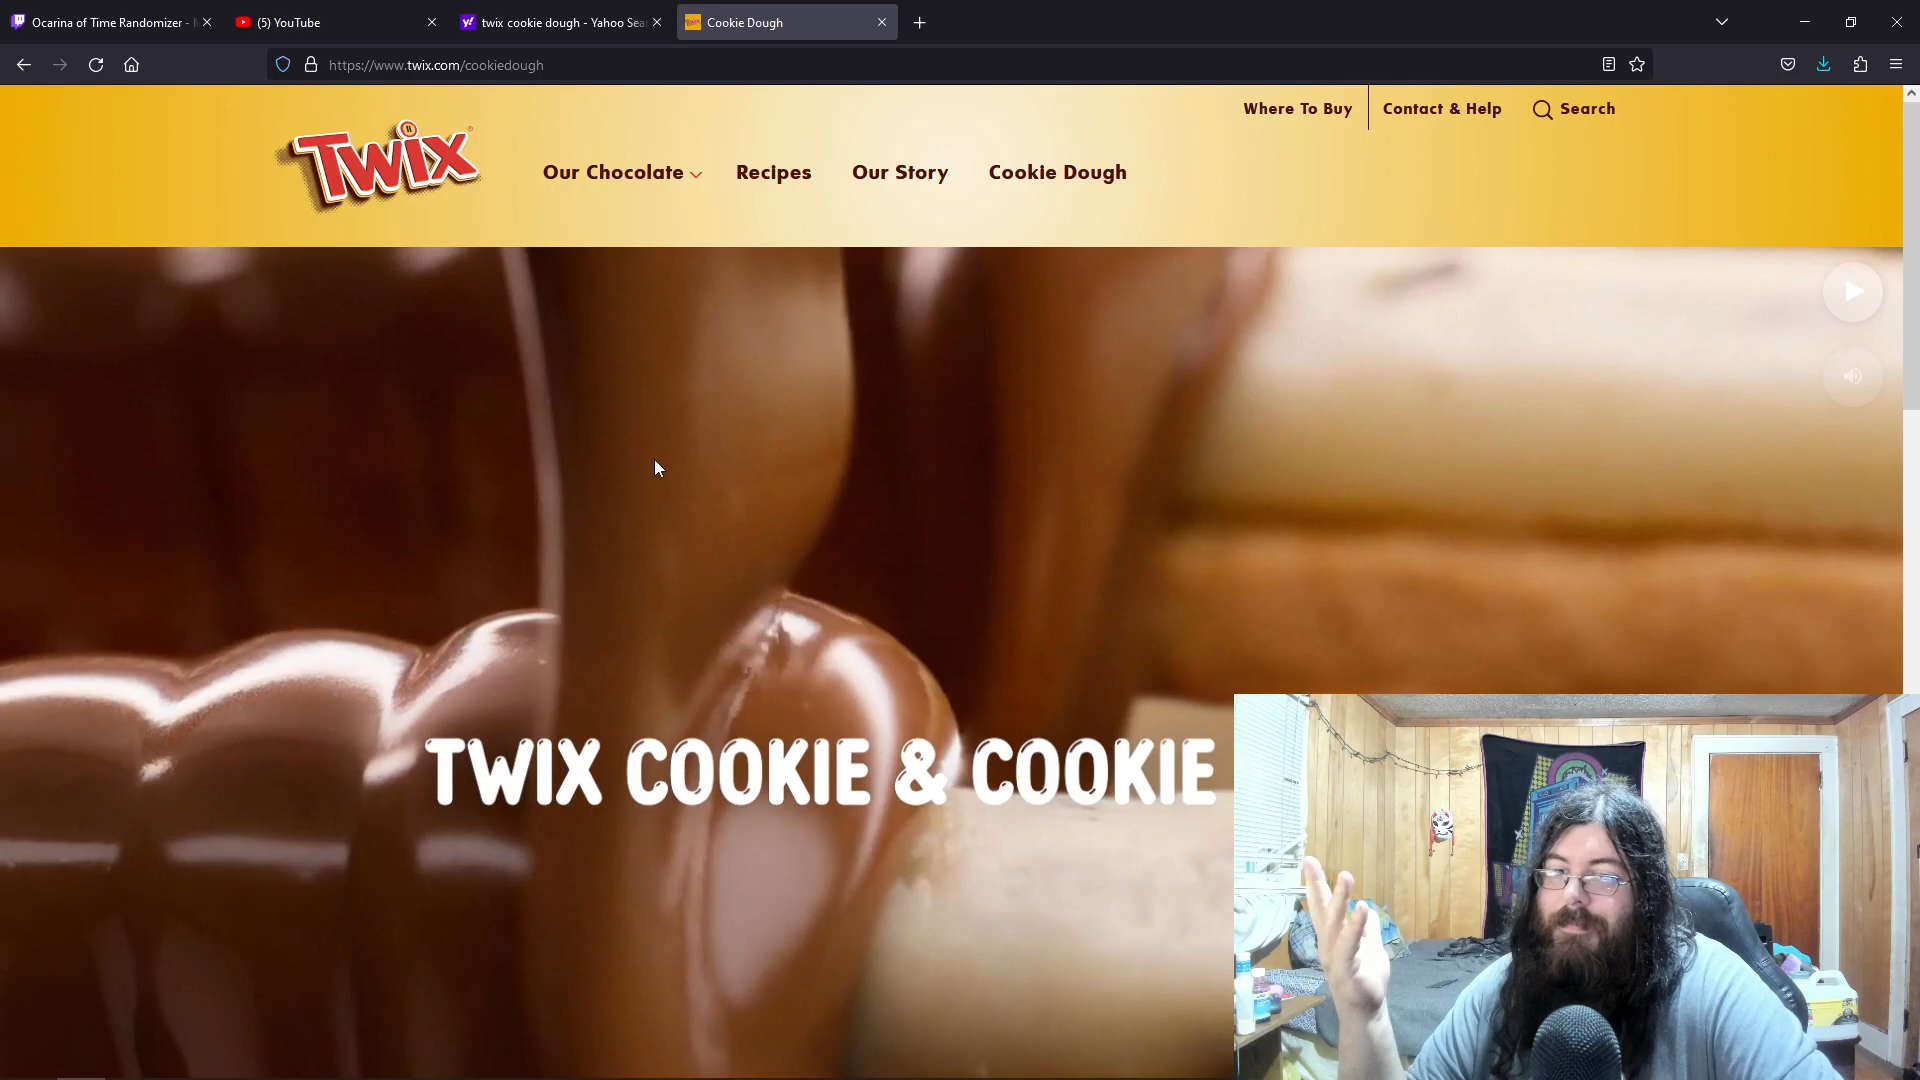 Ocarina of Time Randomizer -
(5) YouTube
twix cookie dough - Yahoo Sea
Cookie Dough
https://www.twix.com/cookiedough
Where To Buy
Contact & Help
Search
TWIX
Our Chocolate
Recipes
Our Story
Cookie Dough
TWIX COOKIE & COOKIE